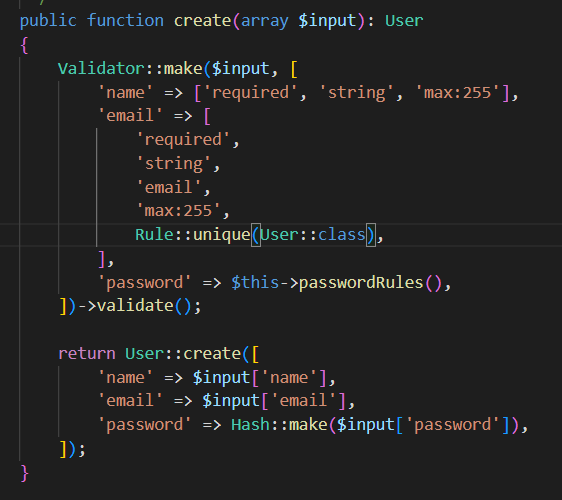 public function create(array $input): User
{
    Validator::make($input, [
        'name' => ['required', 'string', 'max:255'],
        'email' => [
            'required',
            'string',
            'email',
            'max:255',
            Rule::unique(User::class),
        ],
        'password' => $this->passwordRules(),
    ])->validate();

    return User::create([
        'name' => $input['name'],
        'email' => $input['email'],
        'password' => Hash::make($input['password']),
    ]);
}